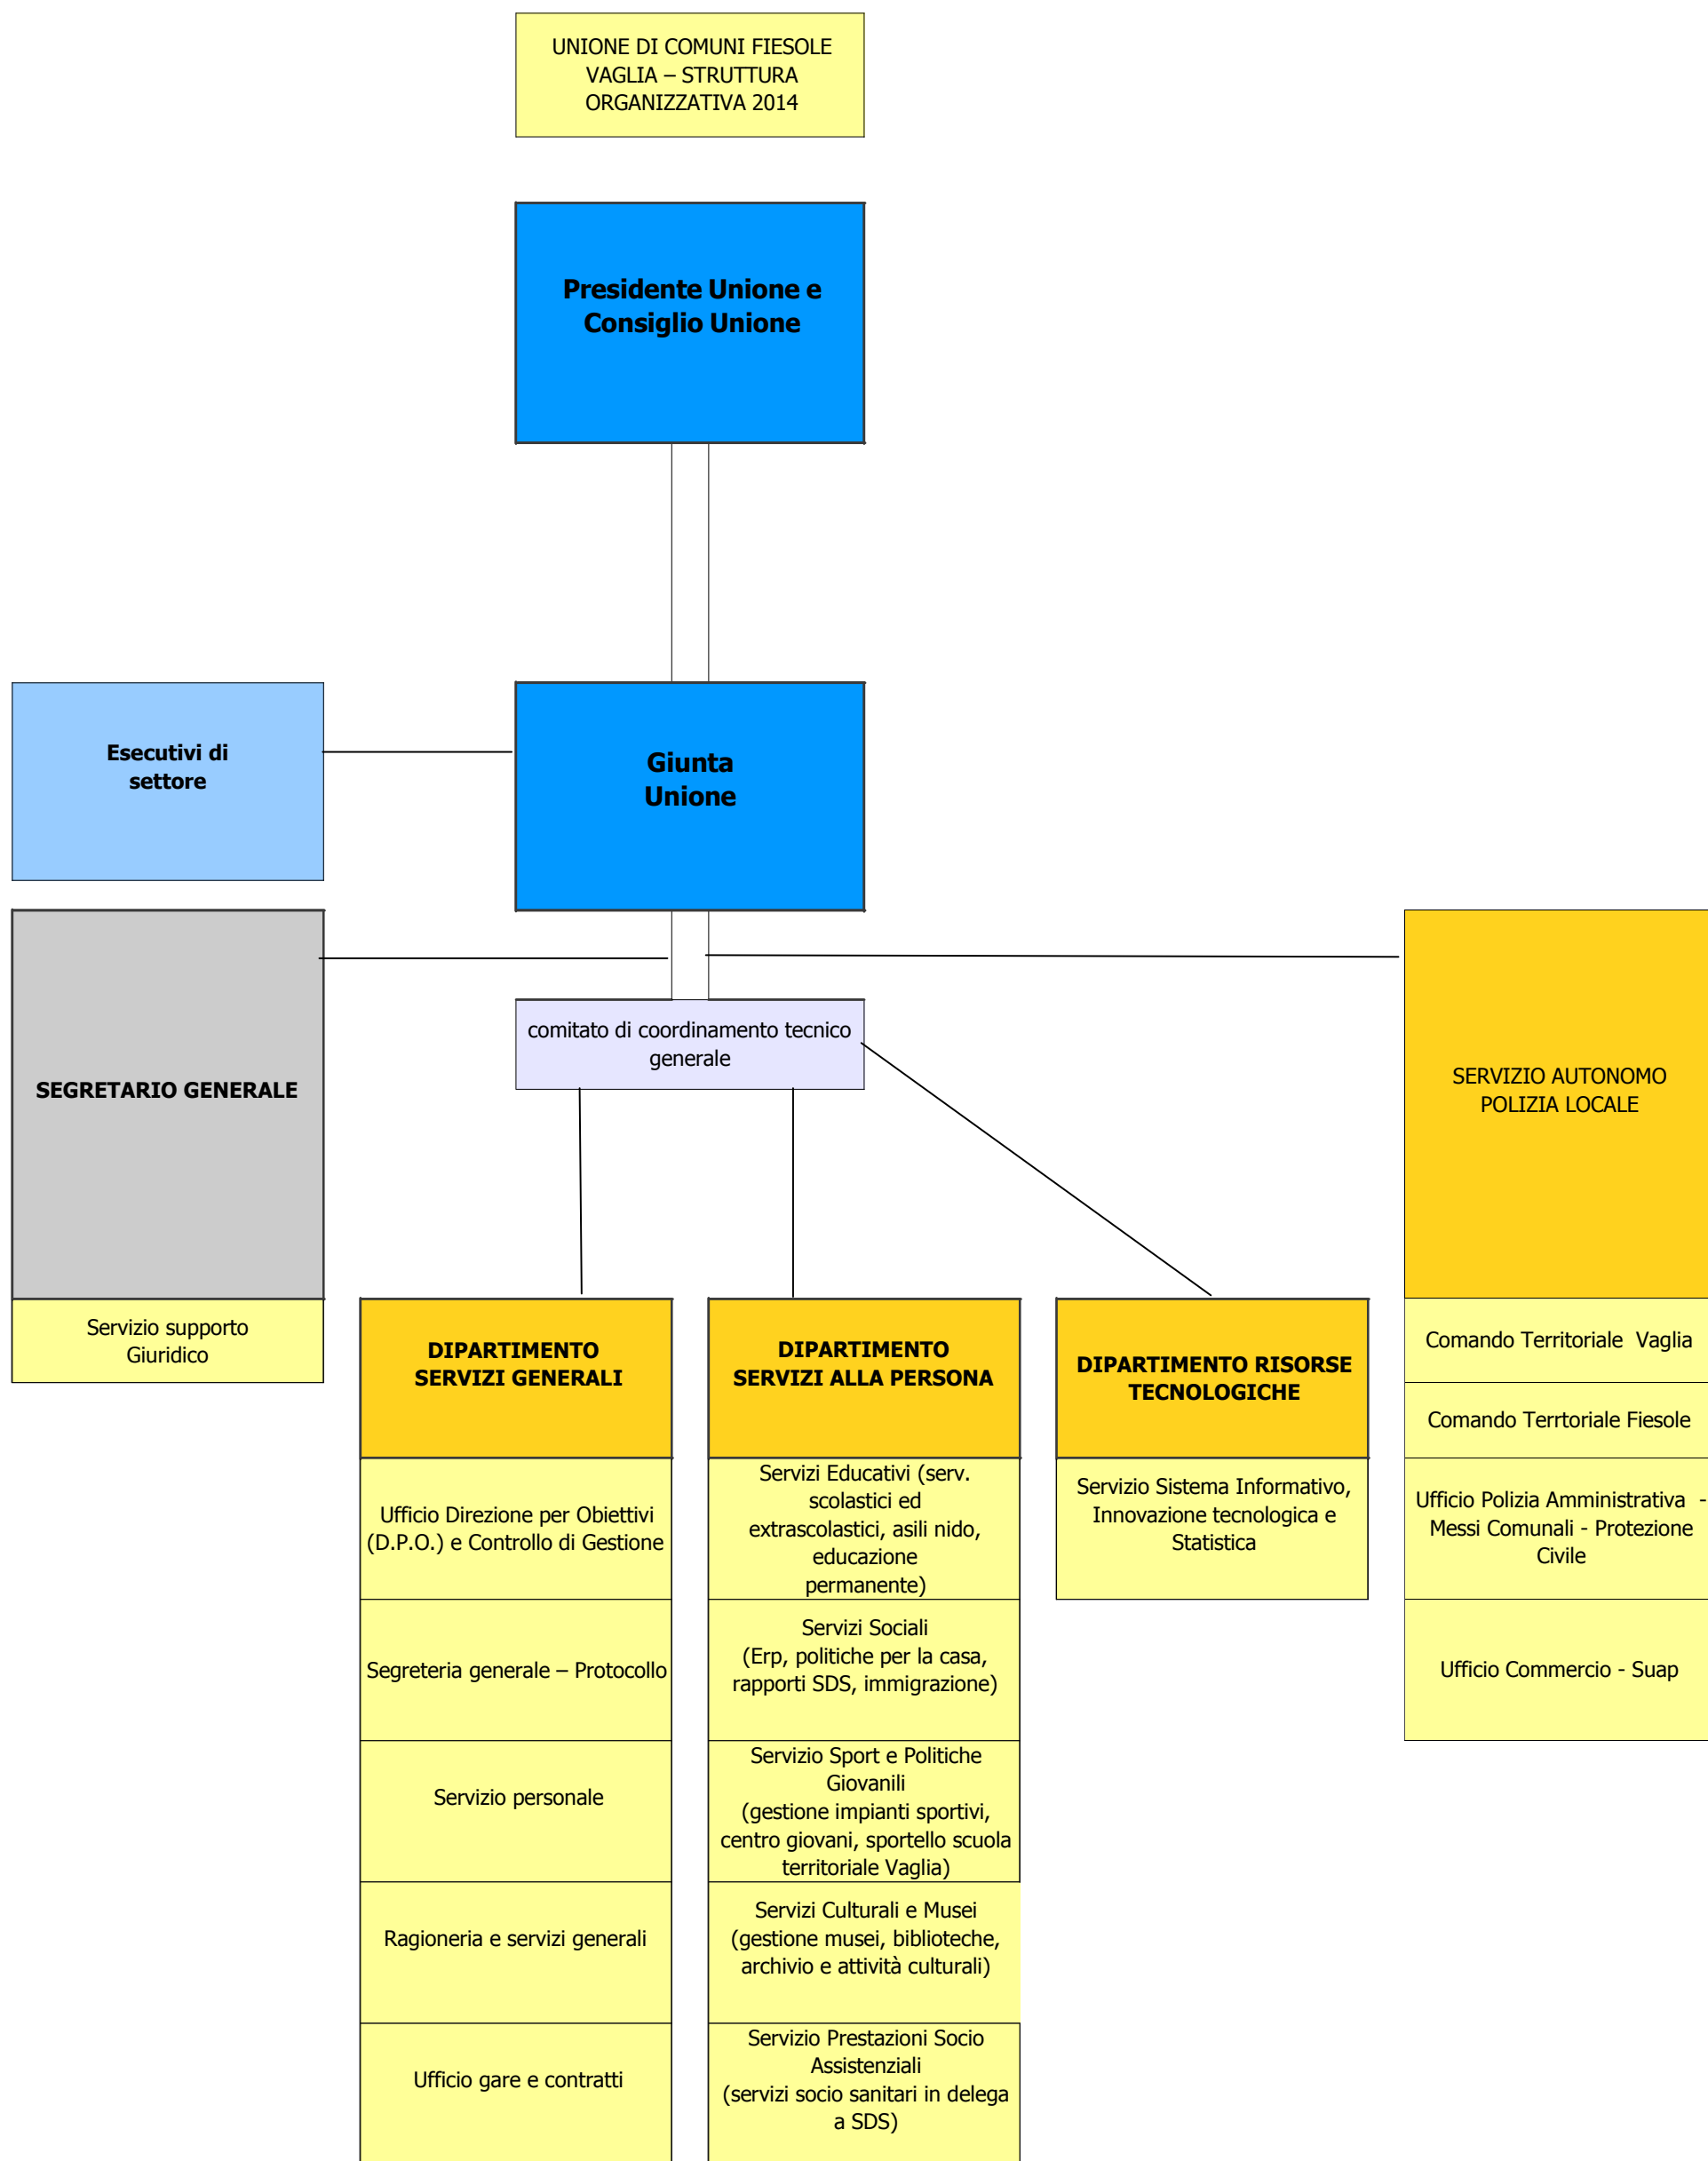 UNIONE DI COMUNI FIESOLE
VAGLIA – STRUTTURA
ORGANIZZATIVA 2014
Presidente Unione e
Consiglio Unione
Esecutivi di
settore
Giunta
Unione
SEGRETARIO GENERALE
Servizio supporto
Giuridico
comitato di coordinamento tecnico
generale
DIPARTIMENTO
SERVIZI GENERALI
Ufficio Direzione per Obiettivi
(D.P.O.) e Controllo di Gestione
Segreteria generale – Protocollo
Servizio personale
Ragioneria e servizi generali
Ufficio gare e contratti
DIPARTIMENTO
SERVIZI ALLA PERSONA
Servizi Educativi (serv.
scolastici ed
extrascolastici, asili nido,
educazione
permanente)
Servizi Sociali
(Erp, politiche per la casa,
rapporti SDS, immigrazione)
Servizio Sport e Politiche
Giovanili
(gestione impianti sportivi,
centro giovani, sportello scuola
territoriale Vaglia)
Servizi Culturali e Musei
(gestione musei, biblioteche,
archivio e attività culturali)
Servizio Prestazioni Socio
Assistenziali
(servizi socio sanitari in delega
a SDS)
DIPARTIMENTO RISORSE
TECNOLOGICHE
Servizio Sistema Informativo,
Innovazione tecnologica e
Statistica
SERVIZIO AUTONOMO
POLIZIA LOCALE
Comando Territoriale  Vaglia
Comando Terrtoriale Fiesole
Ufficio Polizia Amministrativa  -
Messi Comunali - Protezione
Civile
Ufficio Commercio - Suap